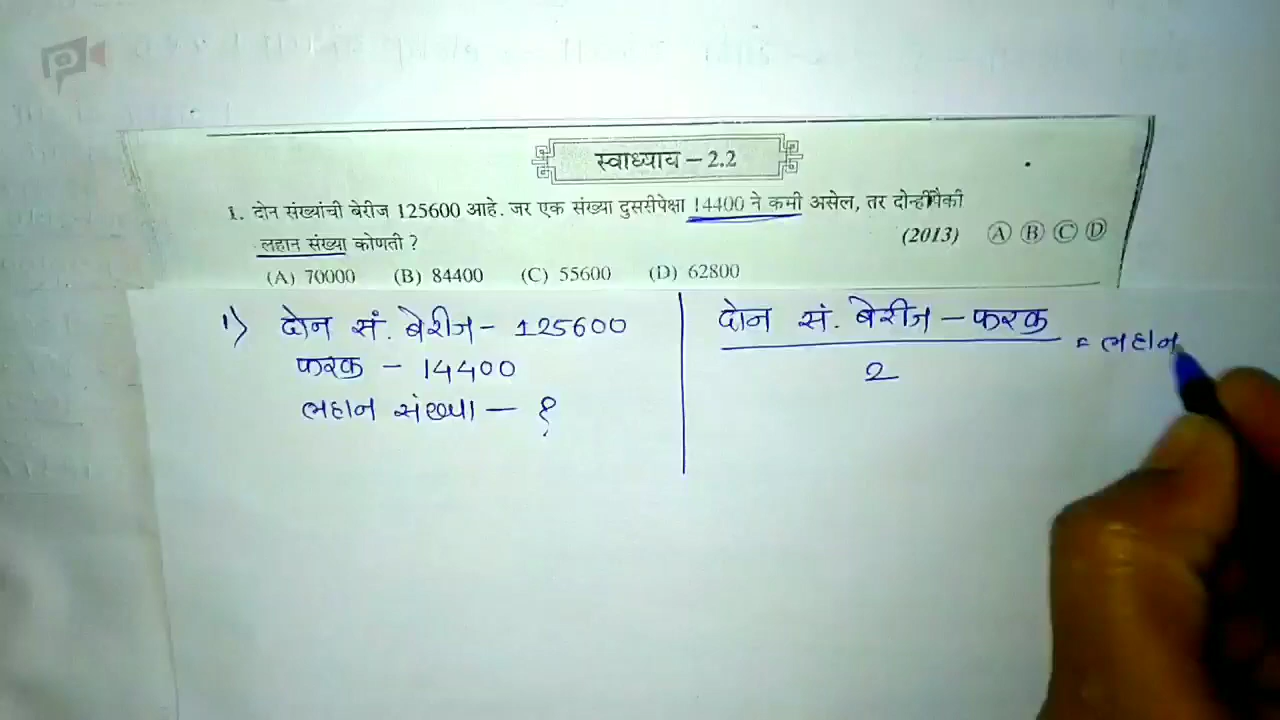 स्वाध्याय – 2.2
1. दोन संख्यांची बेरीज 125600 आहे. जर एक संख्या दुसरीपेक्षा 14400 ने कमी असेल, तर दोन्हींपैकी
लहान संख्या कोणती ?
(2013) Ⓐ Ⓑ Ⓒ Ⓓ
(A) 70000 (B) 84400 (C) 55600 (D) 62800
१) दोन सं. बेरीज - 125600
फरक - 14400
लहान संख्या - ?
दोन सं. बेरीज - फरक
2
= लहान